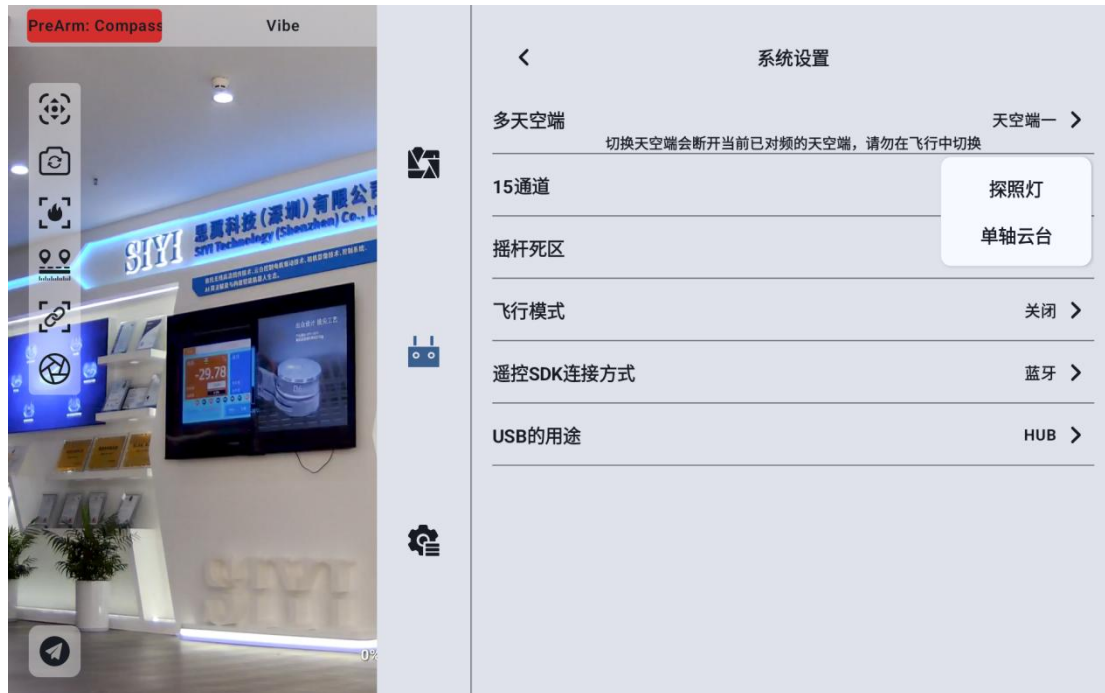 PreArm: Compass
Vibe
系统设置
多天空端
天空端一
切换天空端会断开当前已对频的天空端，请勿在飞行中切换
15通道
探照灯
单轴云台
摇杆死区
飞行模式
关闭
遥控SDK连接方式
蓝牙
USB的用途
HUB
SIYI
思翼科技（深圳）有限公司
SIYI Technology (Shenzhen) Co., Li
-29.78
SIYI
0%